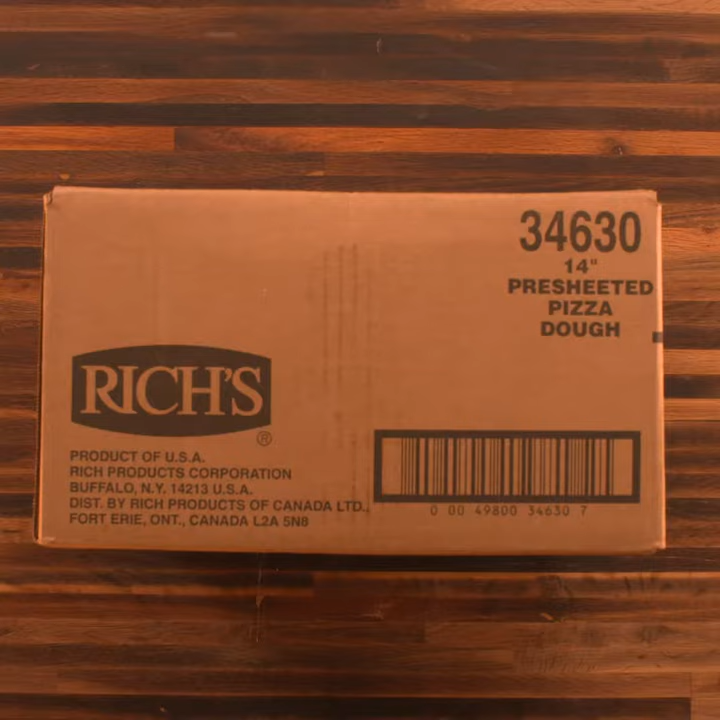 34630
14"
PRESHEETED
PIZZA
DOUGH
RICH'S
®
PRODUCT OF U.S.A.
RICH PRODUCTS CORPORATION
BUFFALO, N.Y. 14213 U.S.A.
DIST. BY RICH PRODUCTS OF CANADA LTD.,
FORT ERIE, ONT., CANADA L2A 5N8
0 00 49800 34630 7